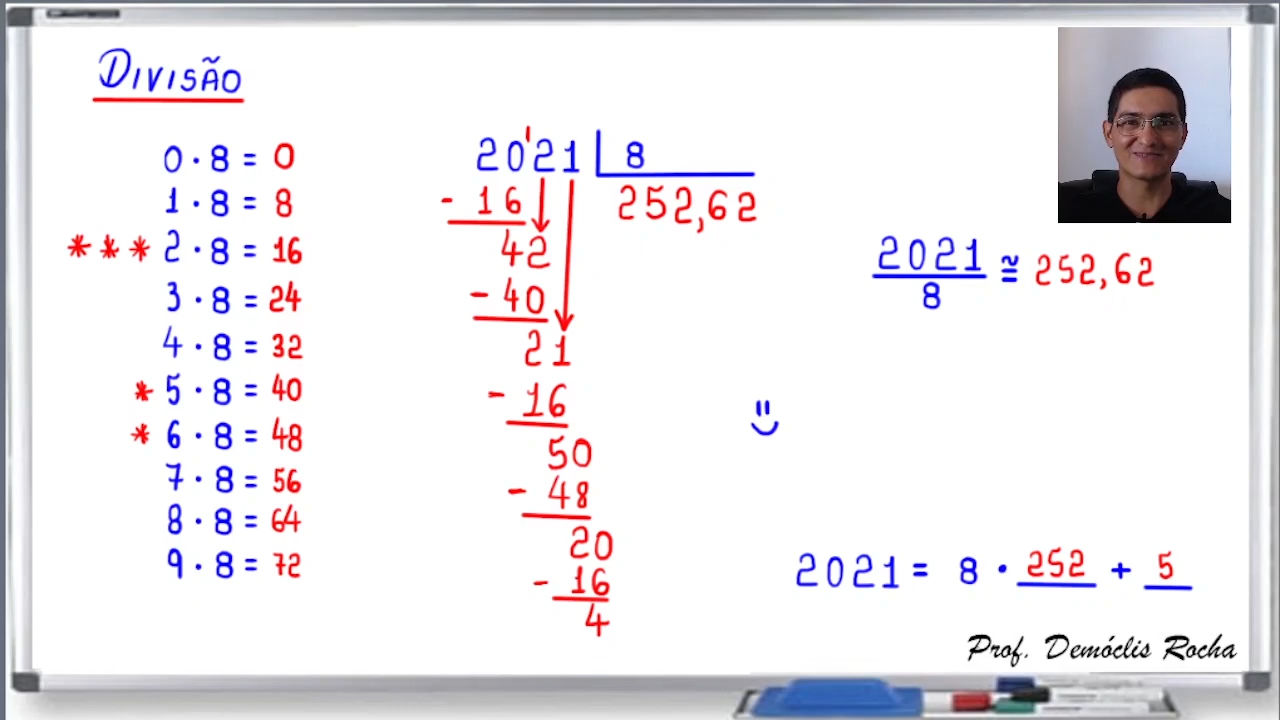 DIVISÃO
0 · 8 = 0
1 · 8 = 8
*** 2 · 8 = 16
3 · 8 = 24
4 · 8 = 32
* 5 · 8 = 40
* 6 · 8 = 48
7 · 8 = 56
8 · 8 = 64
9 · 8 = 72
20'21 | 8
- 16 252,62
42
- 40
21
- 16
50
- 48
20
- 16
4
2021
8 ≅ 252,62
2021 = 8 · 252 + 5
Prof. Demóclis Rocha